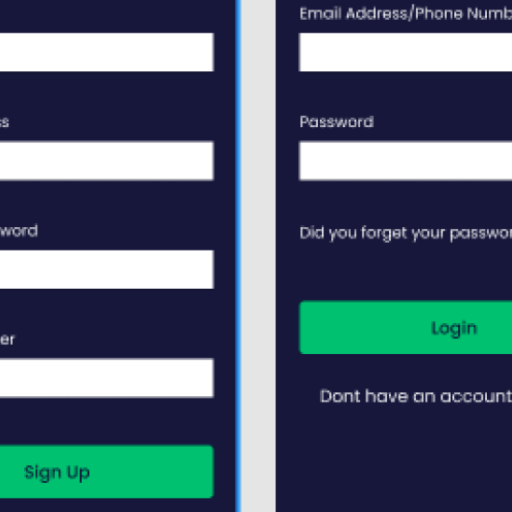 ss
word
er
Sign Up
Email Address/Phone Numb
Password
Did you forget your passwor
Login
Dont have an account